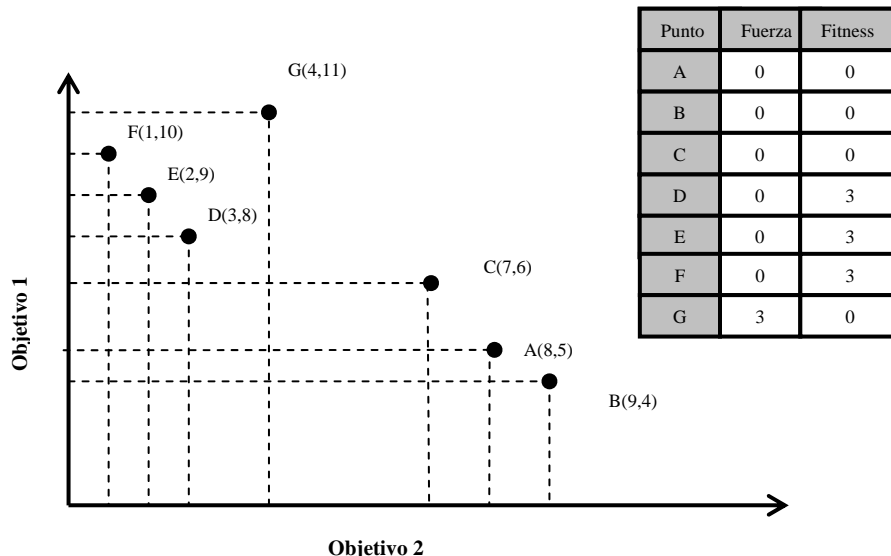 Punto Fuerza Fitness
A 0 0
B 0 0
C 0 0
D 0 3
E 0 3
F 0 3
G 3 0
G(4,11)
F(1,10)
E(2,9)
D(3,8)
C(7,6)
A(8,5)
B(9,4)
Objetivo 1
Objetivo 2